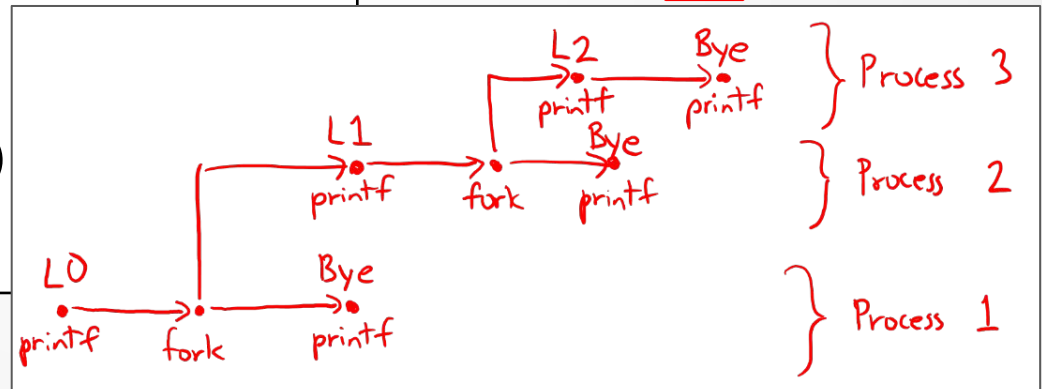 L2 Bye
printf printf
} Process 3
L1 Bye
printf fork printf
} Process 2
L0 Bye
printf fork printf
} Process 1
)